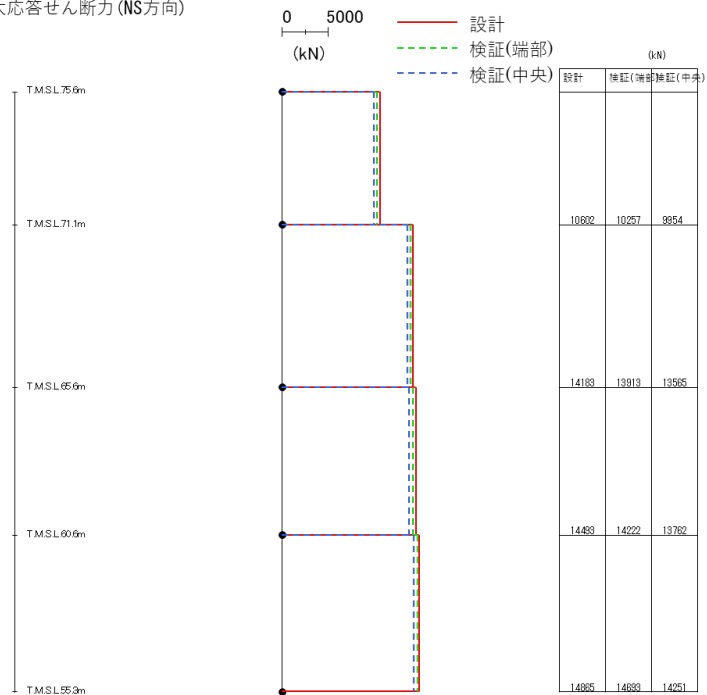 大応答せん断力(NS方向)
0 5000
(kN)
設計
検証(端部)
検証(中央)
(kN)
設計 検証(端部) 検証(中央)
T.M.S.L.75.6m
T.M.S.L.71.1m
10602 10257 9954
T.M.S.L.65.6m
14183 13913 13565
T.M.S.L.60.6m
14493 14222 13762
T.M.S.L.55.3m
14865 14693 14251